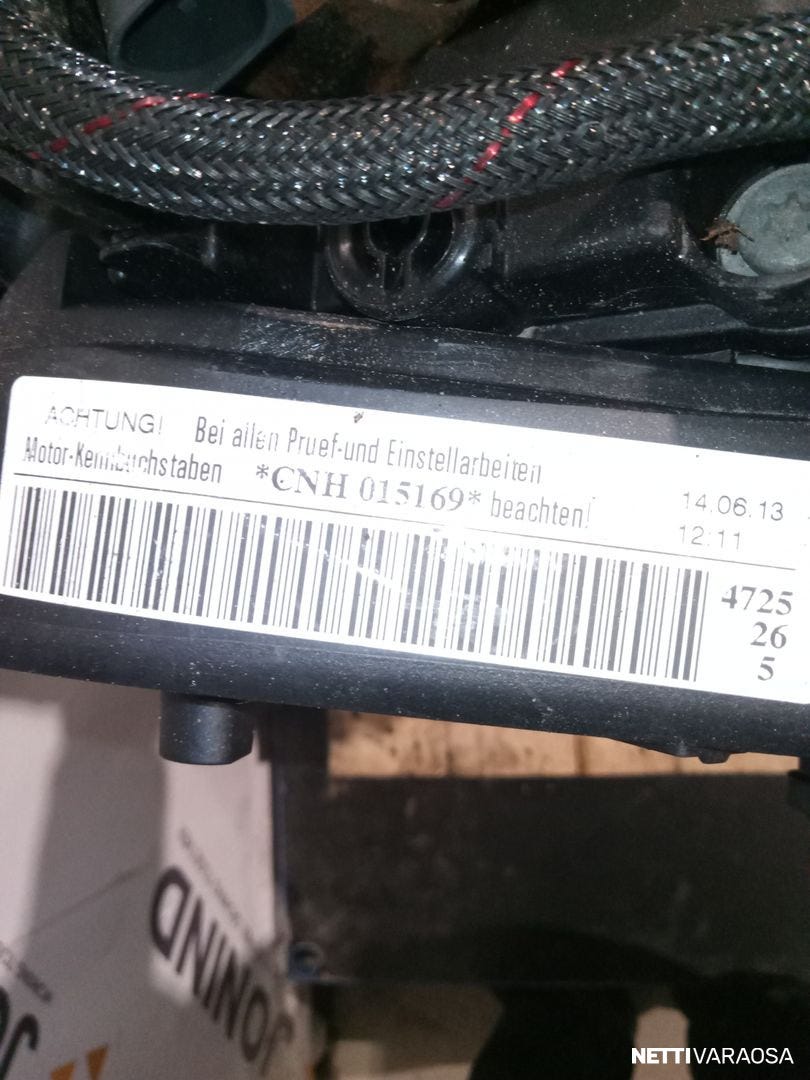 ACHTUNG! Bei allen Pruef-und Einstellarbeiten
Motor-Kennbuchstaben *CNH 015169* beachten!
14.06.13
12:11
4725
26
5
JONINO
NETTIVARAOSA